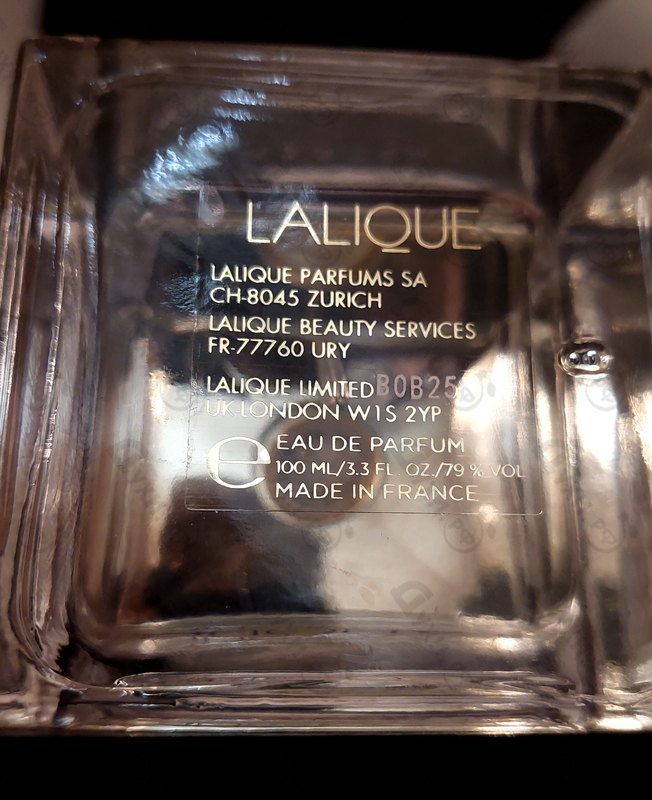 LALIQUE
LALIQUE PARFUMS SA
CH-8045 ZURICH
LALIQUE BEAUTY SERVICES
FR-77760 URY
LALIQUE LIMITED B0B25
UK-LONDON W1S 2YP
e EAU DE PARFUM
100 ML/3.3 FL. OZ./79 % VOL
MADE IN FRANCE